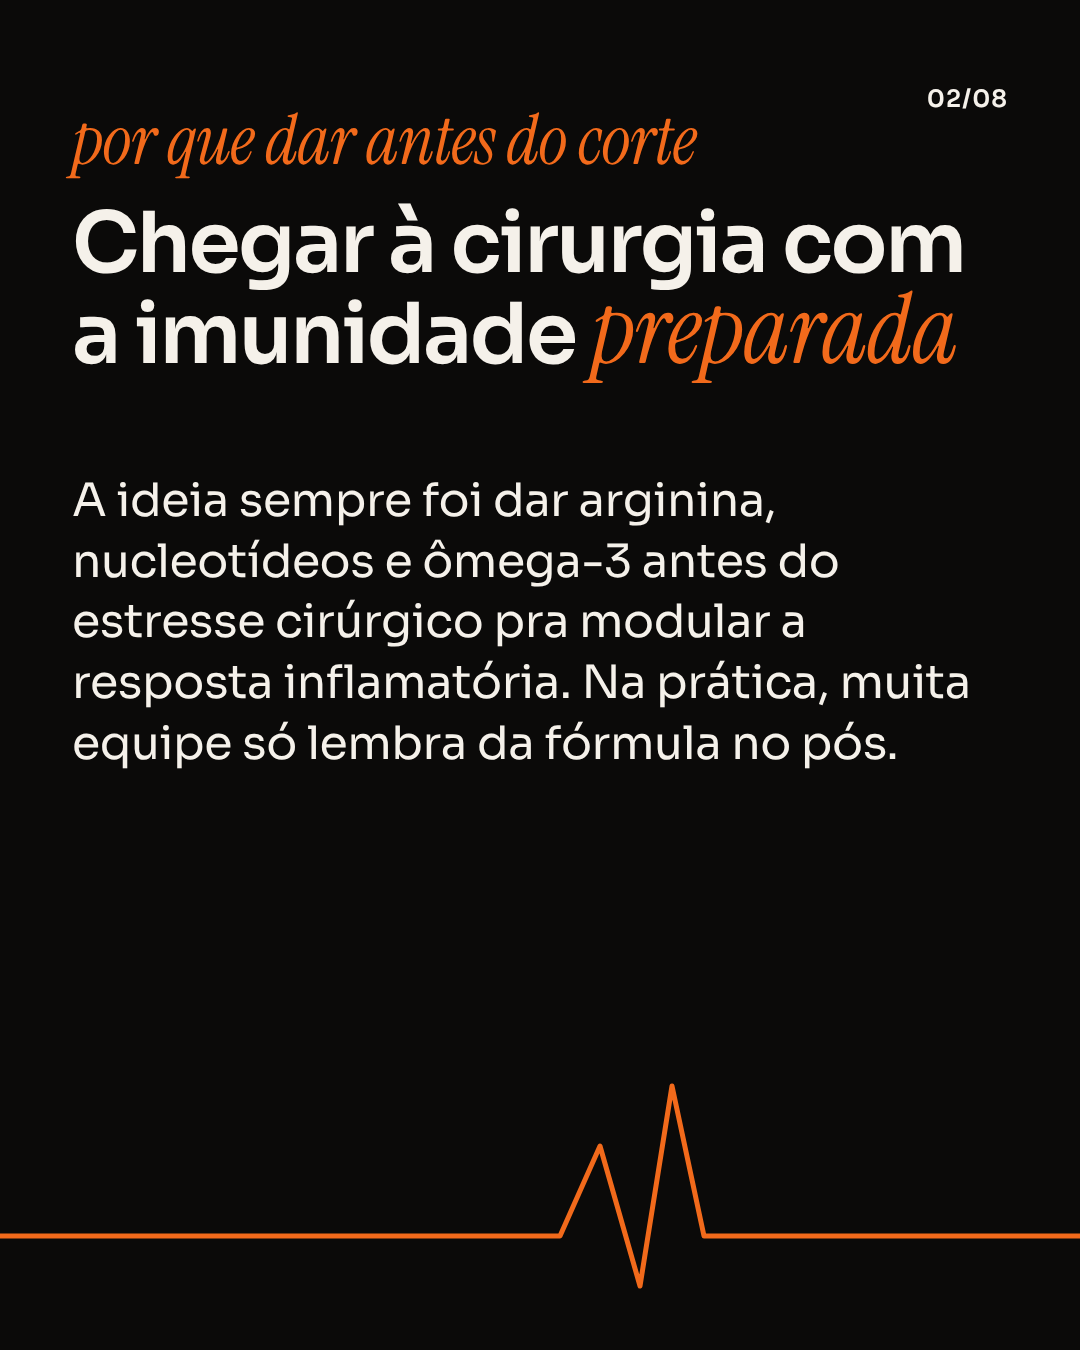 02/08
por que dar antes do corte
Chegar à cirurgia com
a imunidade preparada
A ideia sempre foi dar arginina,
nucleotídeos e ômega-3 antes do
estresse cirúrgico pra modular a
resposta inflamatória. Na prática, muita
equipe só lembra da fórmula no pós.